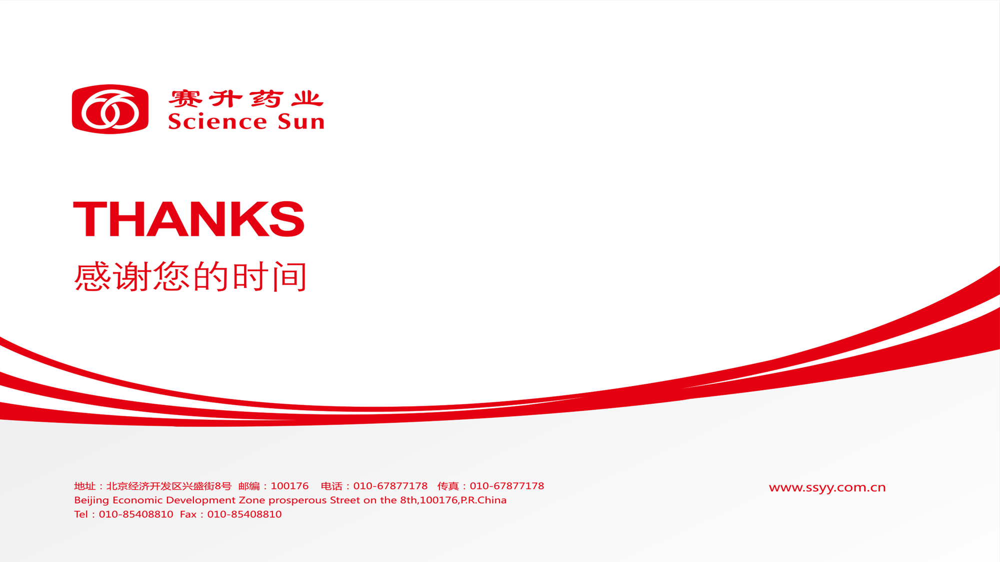 赛升药业
Science Sun
THANKS
感谢您的时间
地址：北京经济开发区兴盛街8号 邮编：100176 电话：010-67877178 传真：010-67877178
Beijing Economic Development Zone prosperous Street on the 8th,100176,P.R.China
Tel：010-85408810 Fax：010-85408810
www.ssyy.com.cn